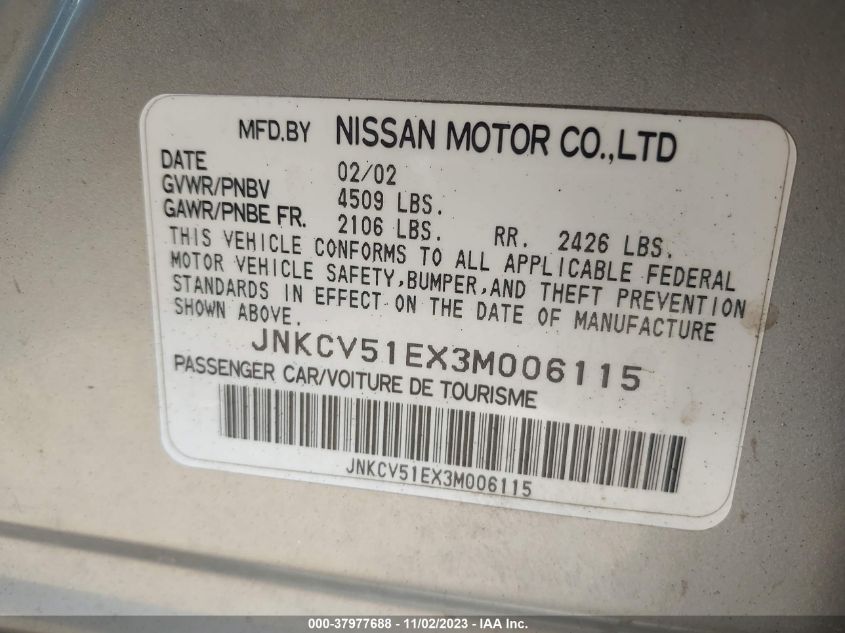 MFD.BY NISSAN MOTOR CO.,LTD
DATE 02/02
GVWR/PNBV 4509 LBS.
GAWR/PNBE FR. 2106 LBS. RR. 2426 LBS.
THIS VEHICLE CONFORMS TO ALL APPLICABLE FEDERAL
MOTOR VEHICLE SAFETY,BUMPER,AND THEFT PREVENTION
STANDARDS IN EFFECT ON THE DATE OF MANUFACTURE
SHOWN ABOVE.
JNKCV51EX3M006115
PASSENGER CAR/VOITURE DE TOURISME
JNKCV51EX3M006115
000-37977688 - 11/02/2023 - IAA Inc.